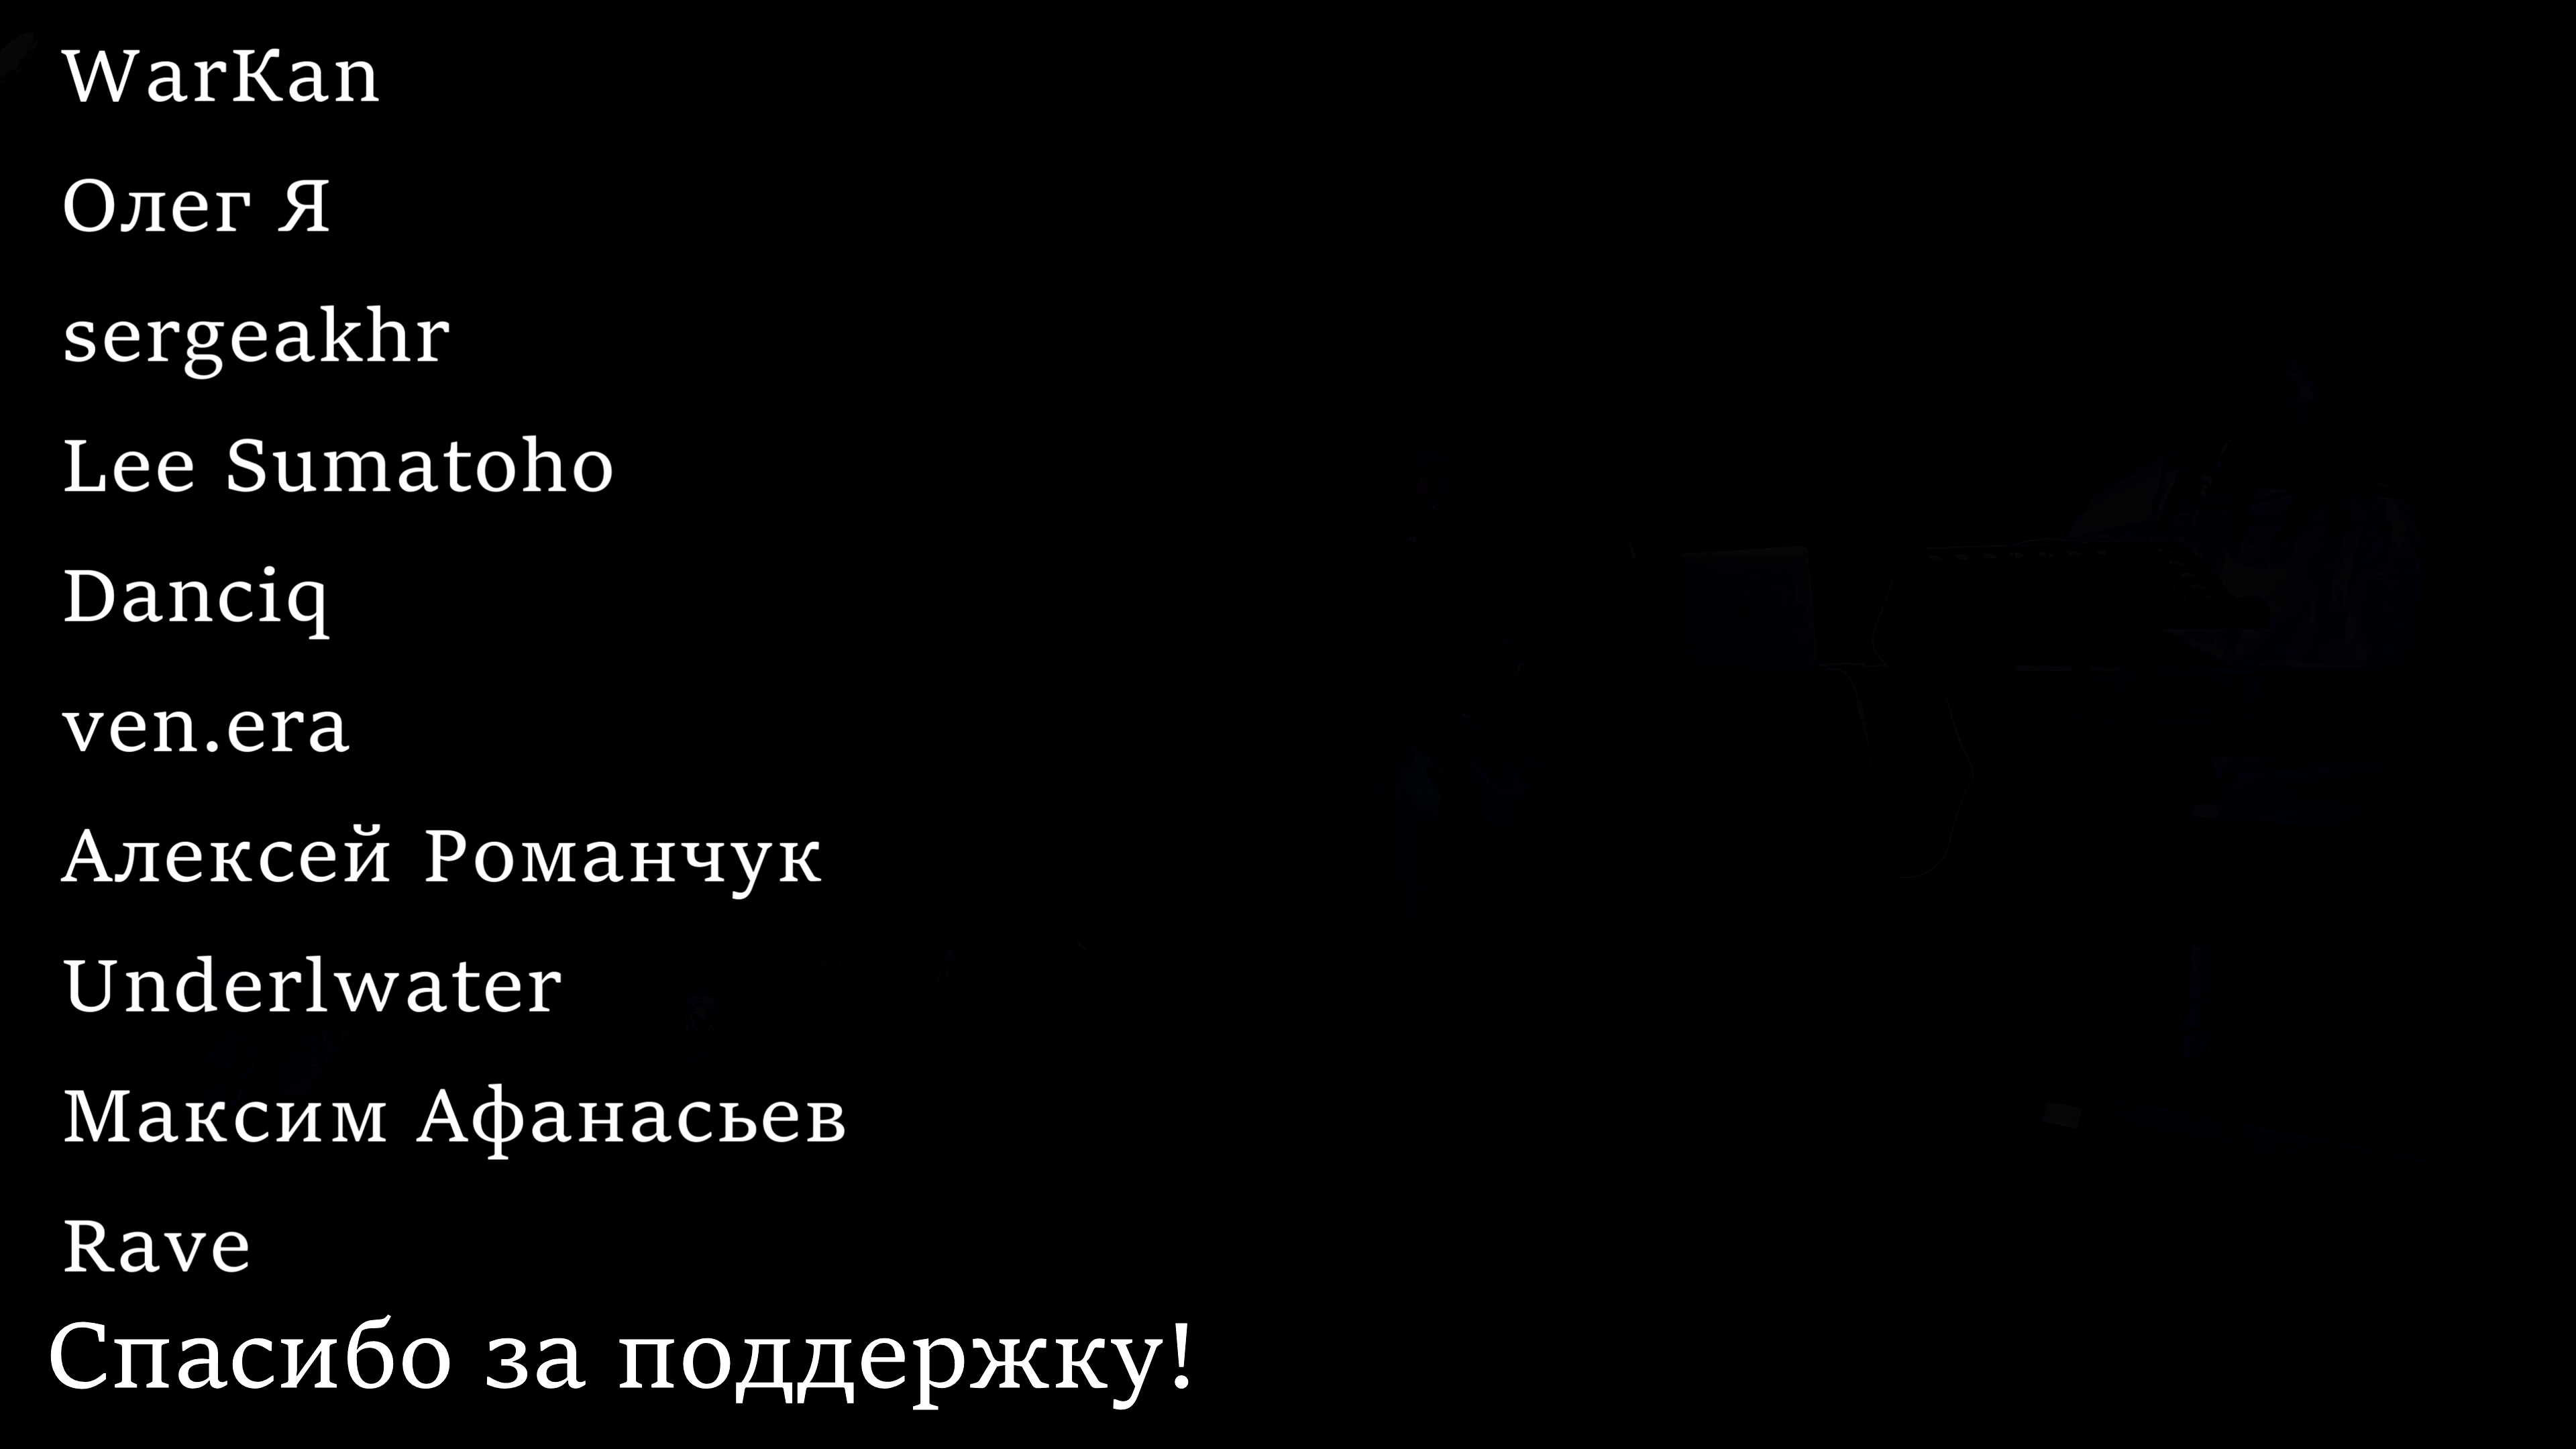 WarKan
Олег Я
sergeakhr
Lee Sumatoho
Danciq
ven.era
Алексей Романчук
Underlwater
Максим Афанасьев
Rave
Спасибо за поддержку!